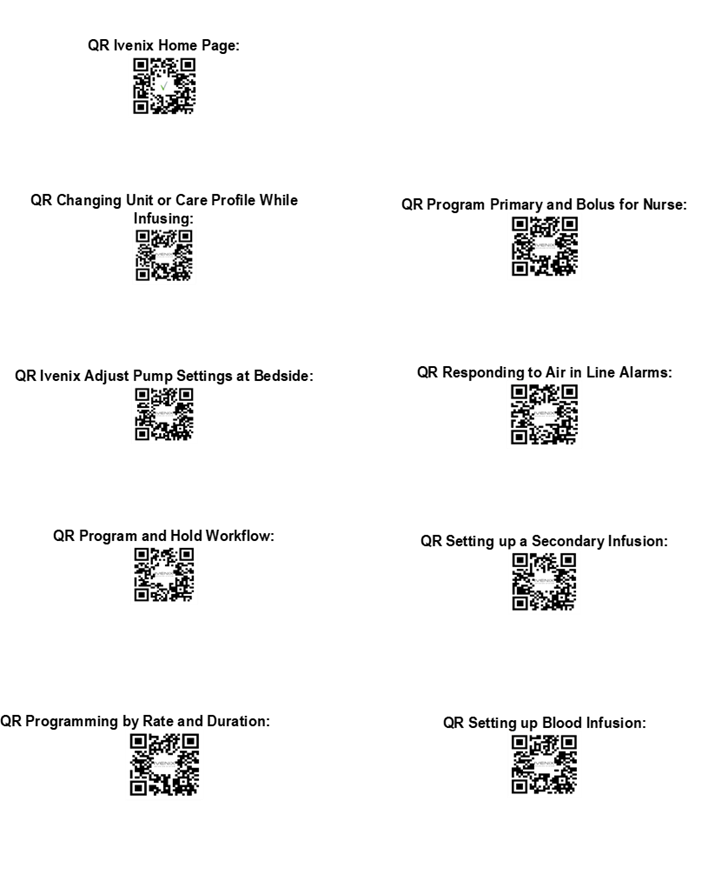 QR Ivenix Home Page:
QR Changing Unit or Care Profile While
Infusing:
QR Program Primary and Bolus for Nurse:
QR Ivenix Adjust Pump Settings at Bedside:
QR Responding to Air in Line Alarms:
QR Program and Hold Workflow:
QR Setting up a Secondary Infusion:
QR Programming by Rate and Duration:
QR Setting up Blood Infusion: